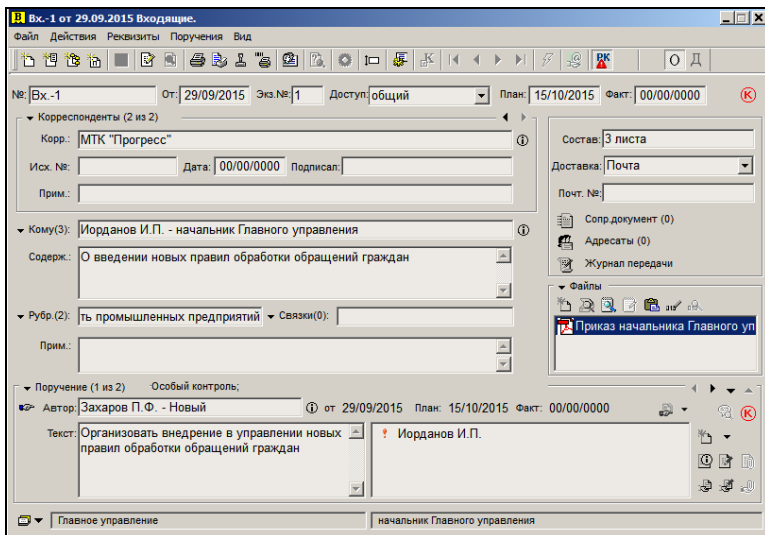 Вх.-1 от 29.09.2015 Входящие.
Файл Действия Реквизиты Поручения Вид
РК О Д
№: Вх.-1 От: 29/09/2015 Экз.№: 1 Доступ: общий План: 15/10/2015 Факт: 00/00/0000 К
Корреспонденты (2 из 2)
Корр.: МТК "Прогресс"
Исх. №: Дата: 00/00/0000 Подписал:
Прим.:
Состав: 3 листа
Доставка: Почта
Почт. №:
Сопр.документ (0)
Адресаты (0)
Журнал передачи
Кому(3): Иорданов И.П. - начальник Главного управления
Содерж.: О введении новых правил обработки обращений граждан
Файлы
Приказ начальника Главного уп
Рубр.(2): ть промышленных предприятий Связки(0):
Прим.:
Поручение (1 из 2) Особый контроль;
Автор: Захаров П.Ф. - Новый от 29/09/2015 План: 15/10/2015 Факт: 00/00/0000 К
Текст: Организовать внедрение в управлении новых
правил обработки обращений граждан
! Иорданов И.П.
Главное управление начальник Главного управления